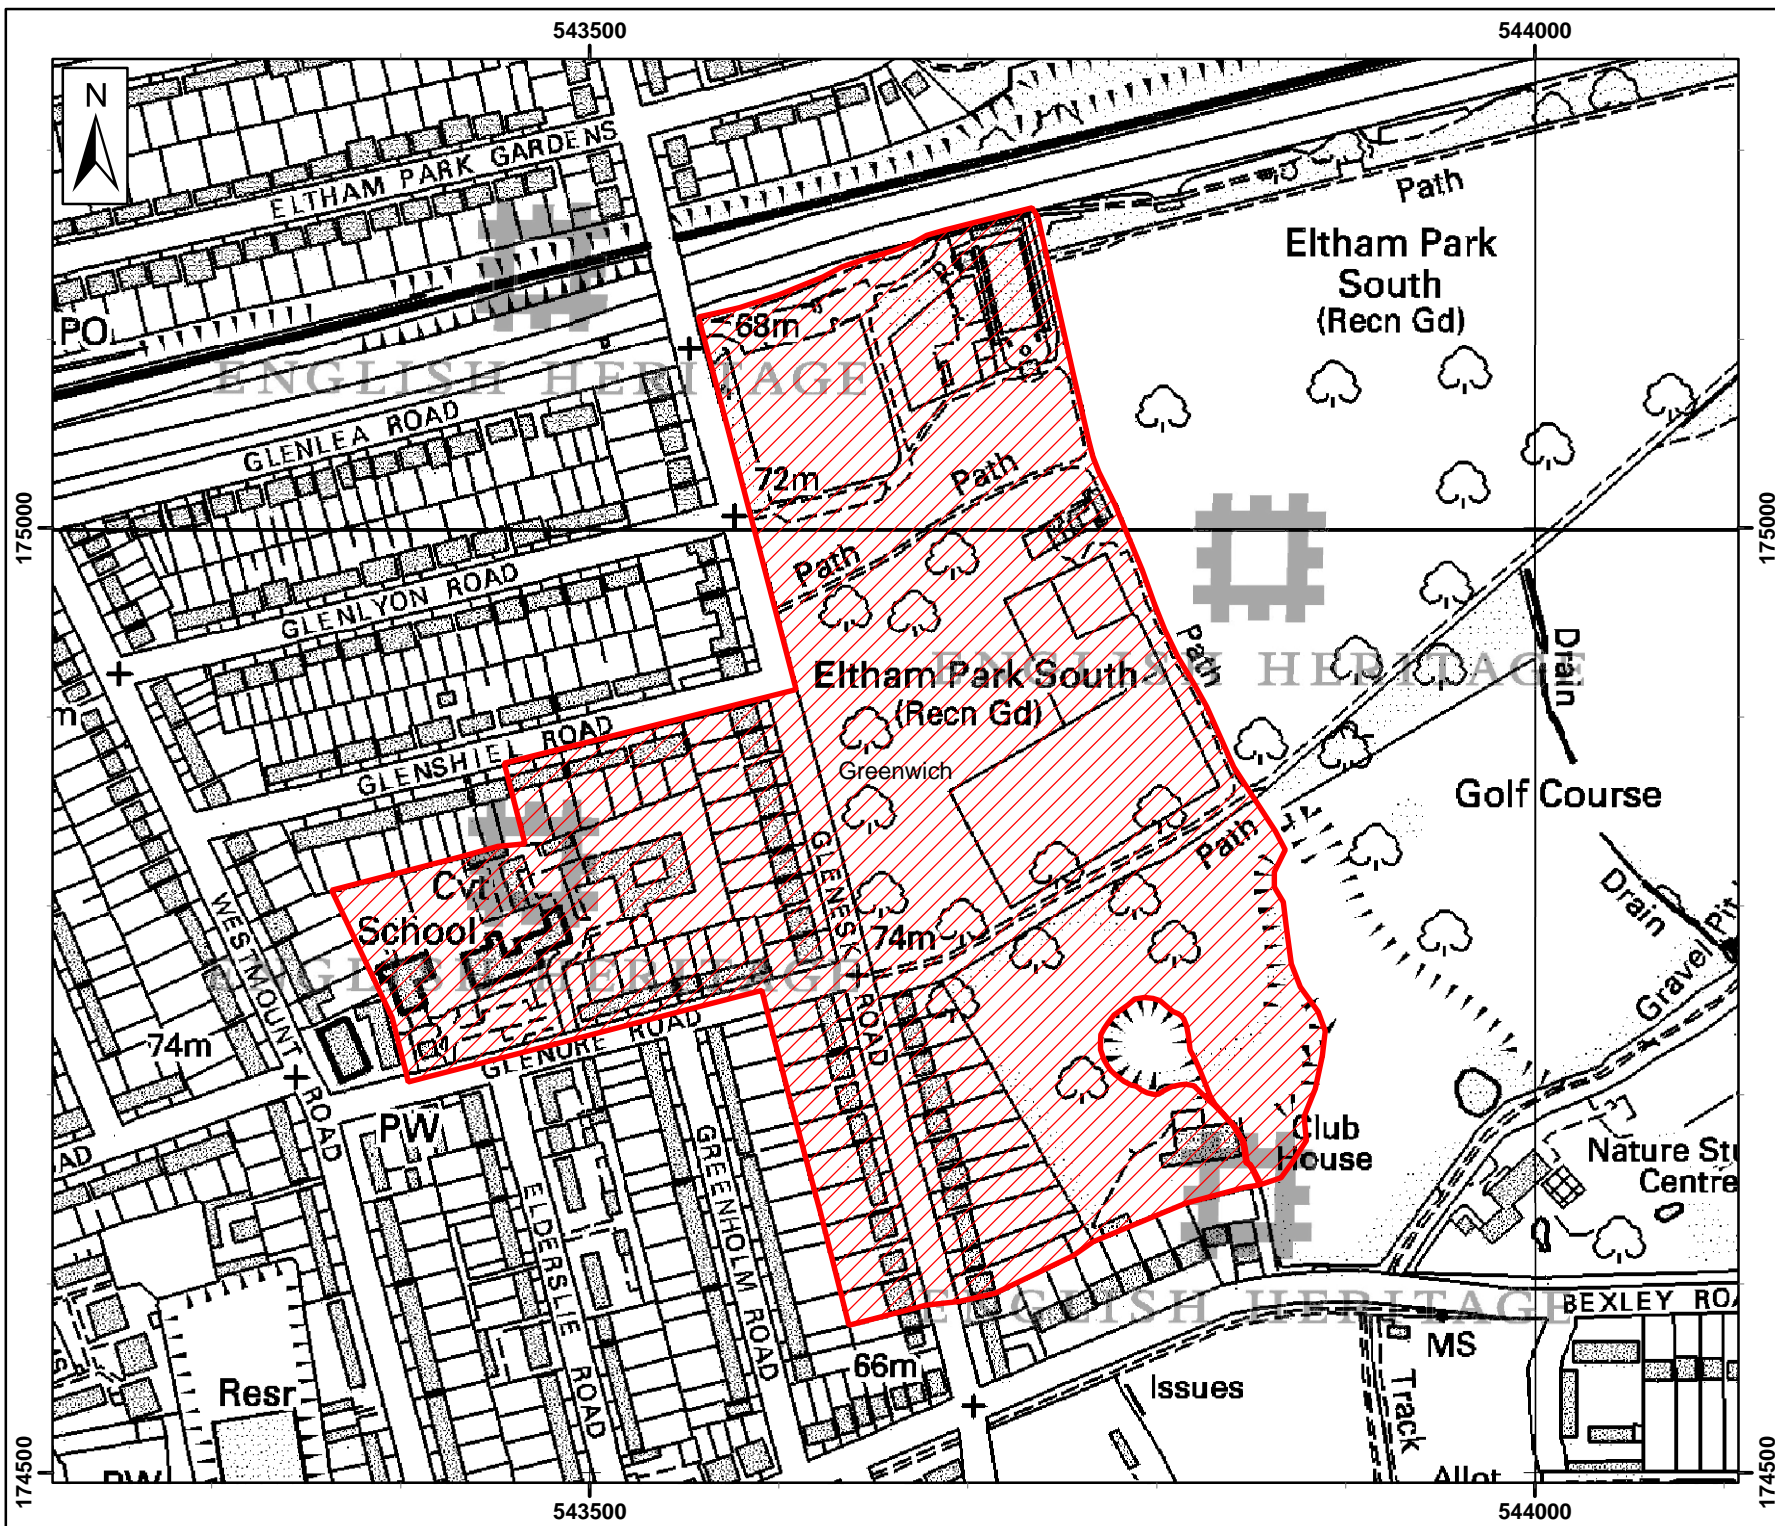 543500
544000
N
ELTHAM PARK GARDENS
Path
Eltham Park
South
(Recn Gd)
PO
68m
ENGLISH HERITAGE
GLENLEA ROAD
72m
Path
175000
175000
Path
GLENLYON ROAD
Drain
Path
ENGLISH HERITAGE
Eltham Park South
(Recn Gd)
m
GLENSHIEL ROAD
Greenwich
Golf Course
GLENESK ROAD
Path
Cvt
School
WESTMOUNT ROAD
Drain
Gravel Pit
74m
ENGLISH HERITAGE
74m
GLENURE ROAD
PW
Club
House
AD
Nature Stu
Centre
ELDERSLIE ROAD
GREENHOLM ROAD
ENGLISH HERITAGE
BEXLEY ROA
MS
66m
Issues
Resr
Track
174500
174500
PW
Allot
543500
544000